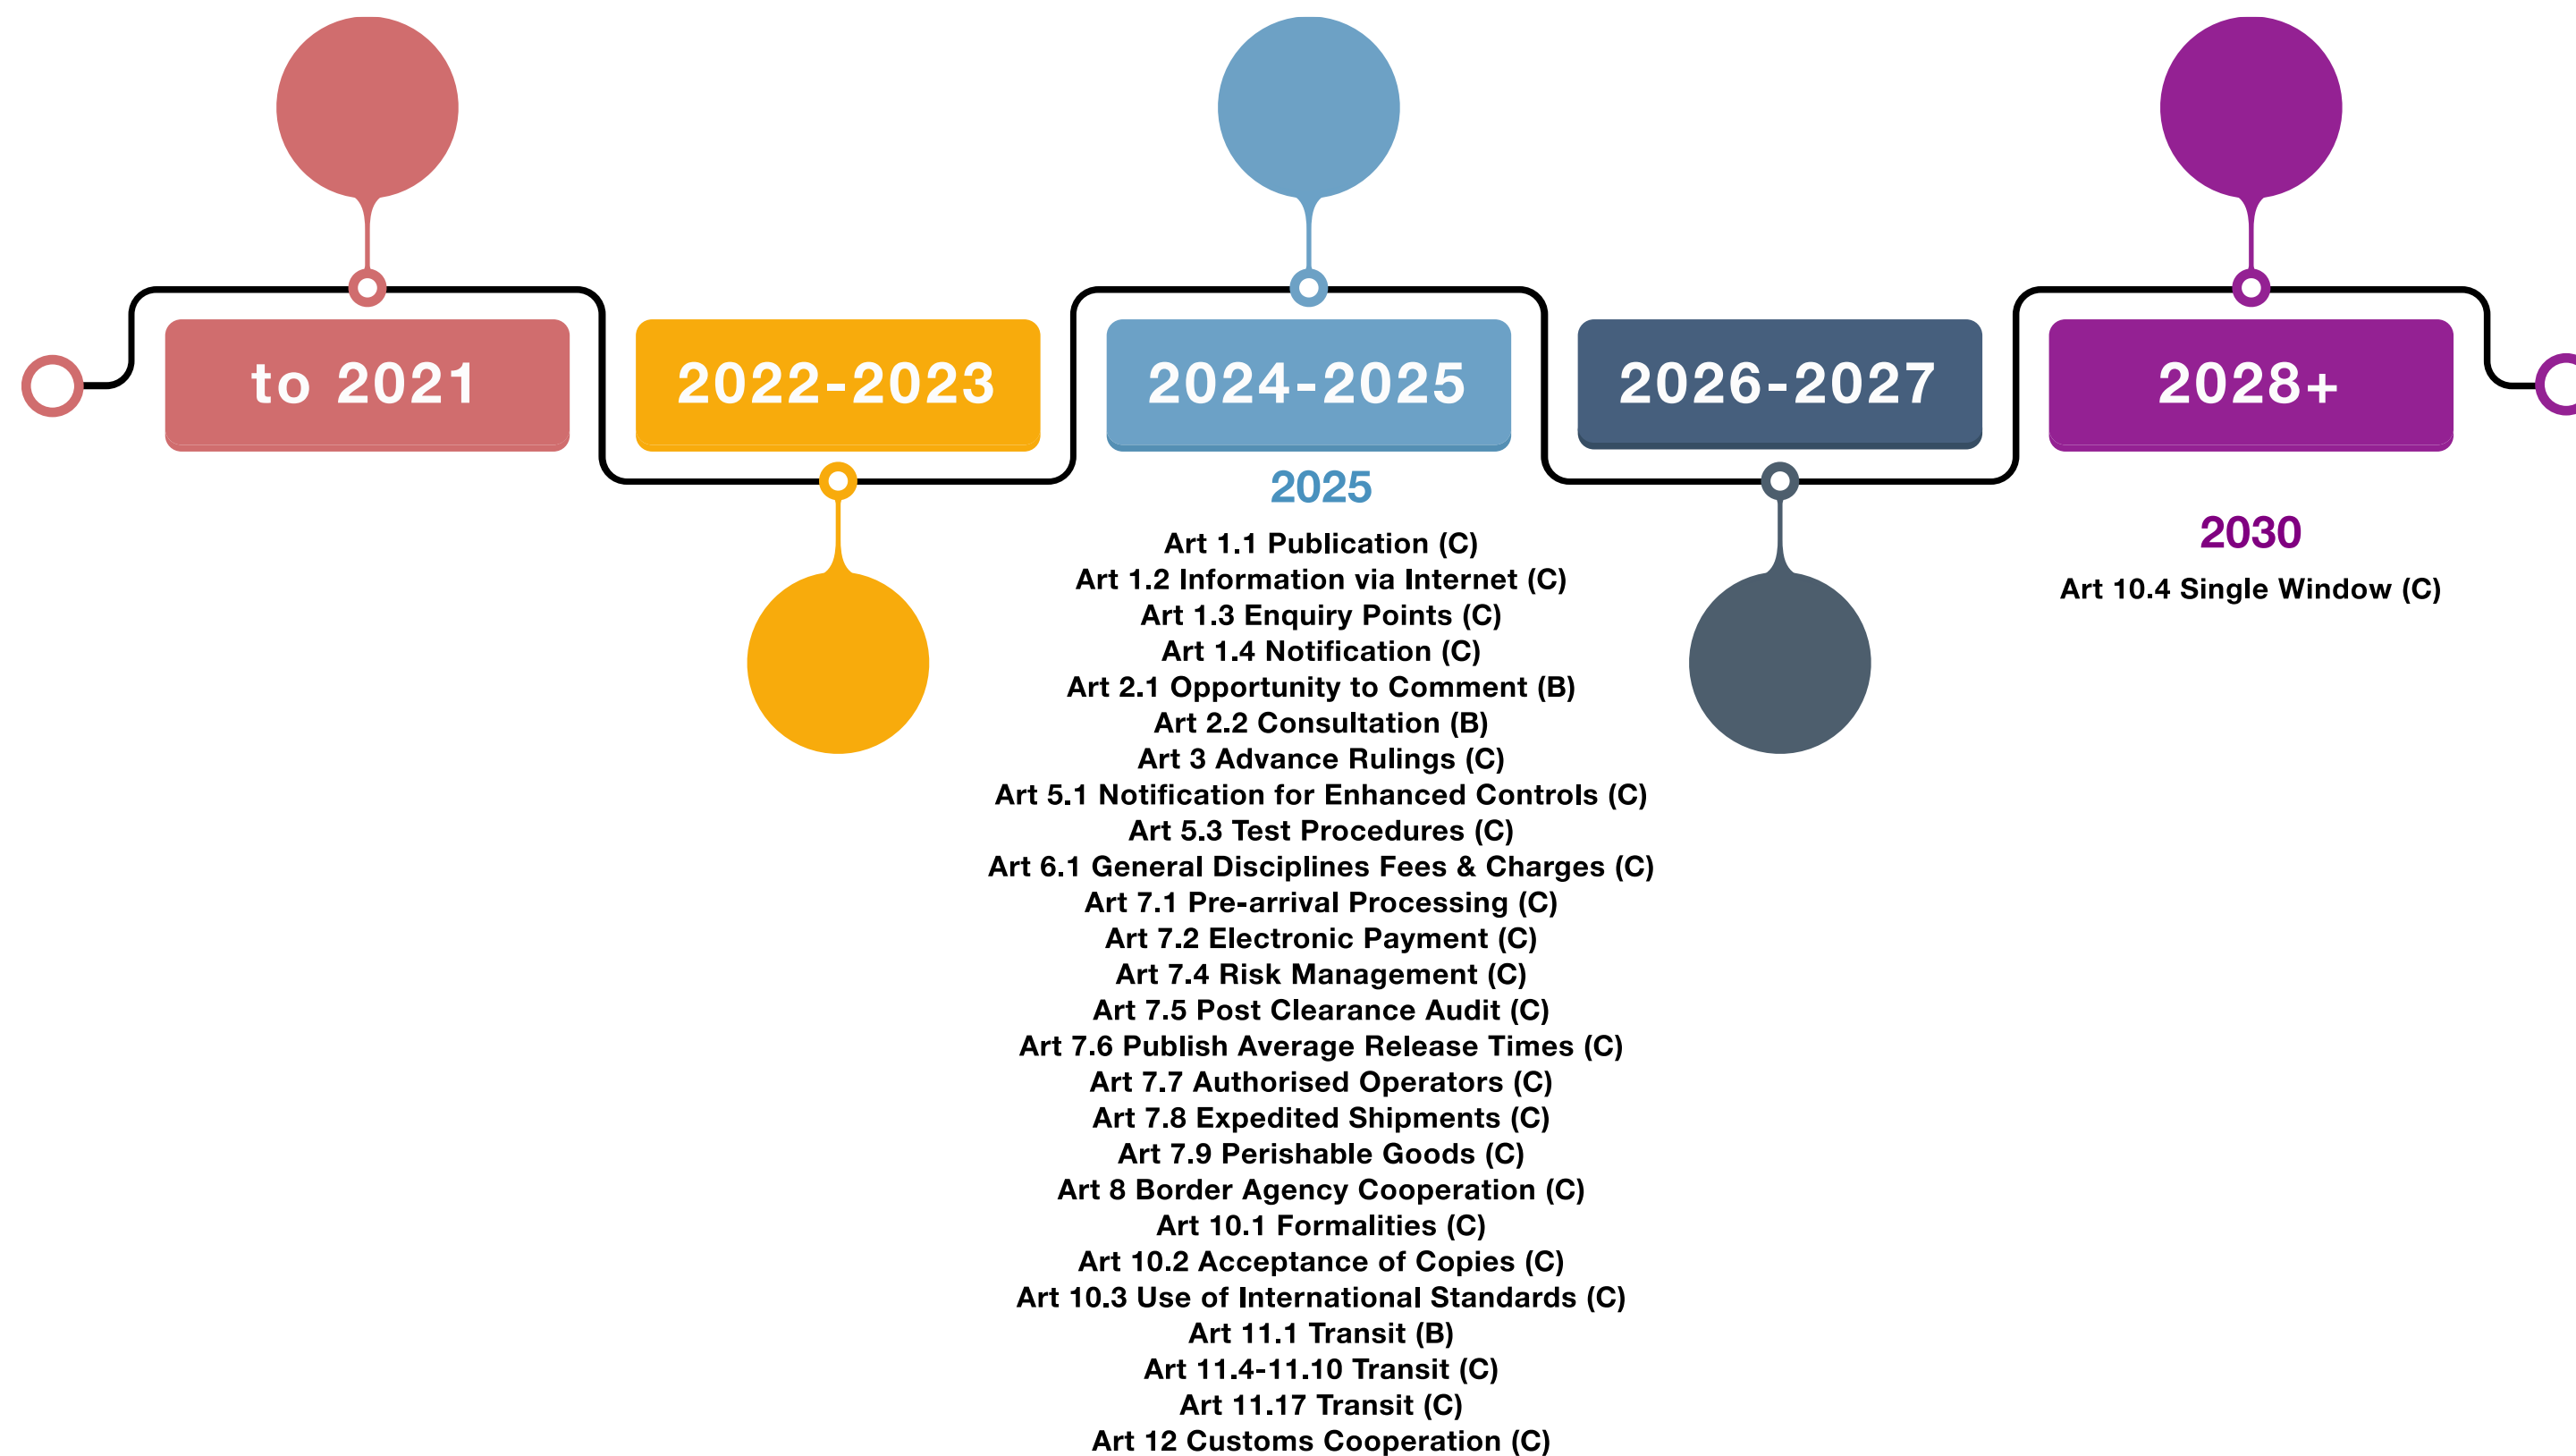 to 2021
2022-2023
2024-2025
2026-2027
2028+
2025
Art 1.1 Publication (C)
Art 1.2 Information via Internet (C)
Art 1.3 Enquiry Points (C)
Art 1.4 Notification (C)
Art 2.1 Opportunity to Comment (B)
Art 2.2 Consultation (B)
Art 3 Advance Rulings (C)
Art 5.1 Notification for Enhanced Controls (C)
Art 5.3 Test Procedures (C)
Art 6.1 General Disciplines Fees & Charges (C)
Art 7.1 Pre-arrival Processing (C)
Art 7.2 Electronic Payment (C)
Art 7.4 Risk Management (C)
Art 7.5 Post Clearance Audit (C)
Art 7.6 Publish Average Release Times (C)
Art 7.7 Authorised Operators (C)
Art 7.8 Expedited Shipments (C)
Art 7.9 Perishable Goods (C)
Art 8 Border Agency Cooperation (C)
Art 10.1 Formalities (C)
Art 10.2 Acceptance of Copies (C)
Art 10.3 Use of International Standards (C)
Art 11.1 Transit (B)
Art 11.4-11.10 Transit (C)
Art 11.17 Transit (C)
Art 12 Customs Cooperation (C)
2030
Art 10.4 Single Window (C)